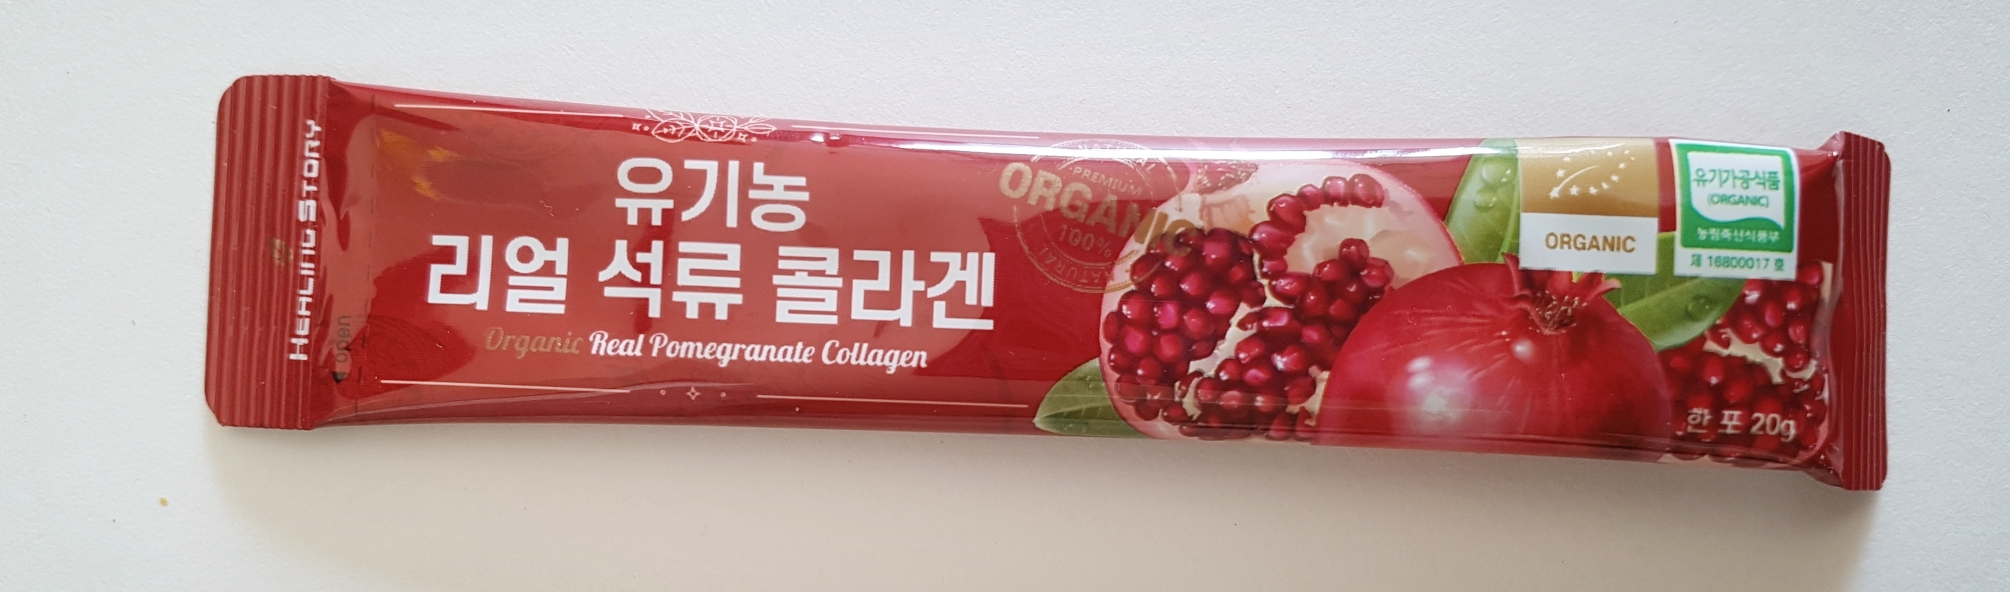 HEALING STORY
open
유기농
리얼 석류 콜라겐
Organic Real Pomegranate Collagen
NATURAL
PREMIUM
ORGANIC
100%
NATURAL
ORGANIC
유기가공식품
(ORGANIC)
농림축산식품부
제 16800017 호
한 포 20g